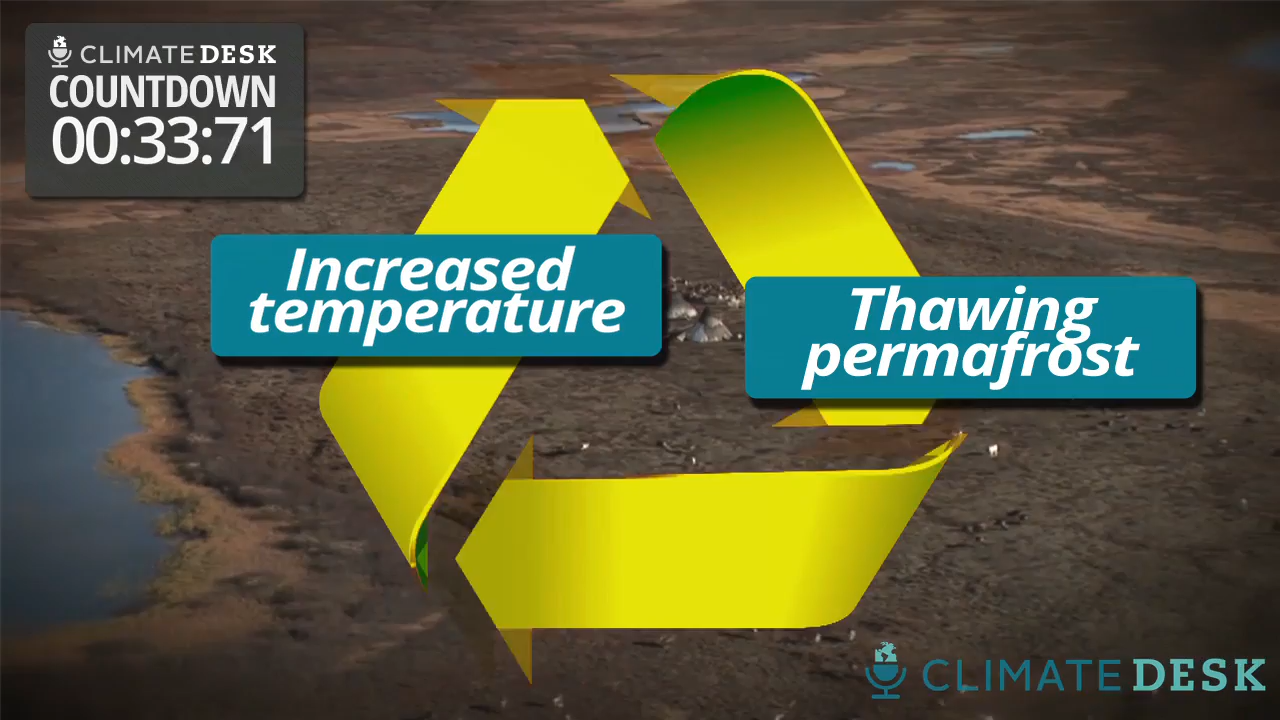 CLIMATE DESK
COUNTDOWN
00:33:71
Increased
temperature
Thawing
permafrost
CLIMATE DESK